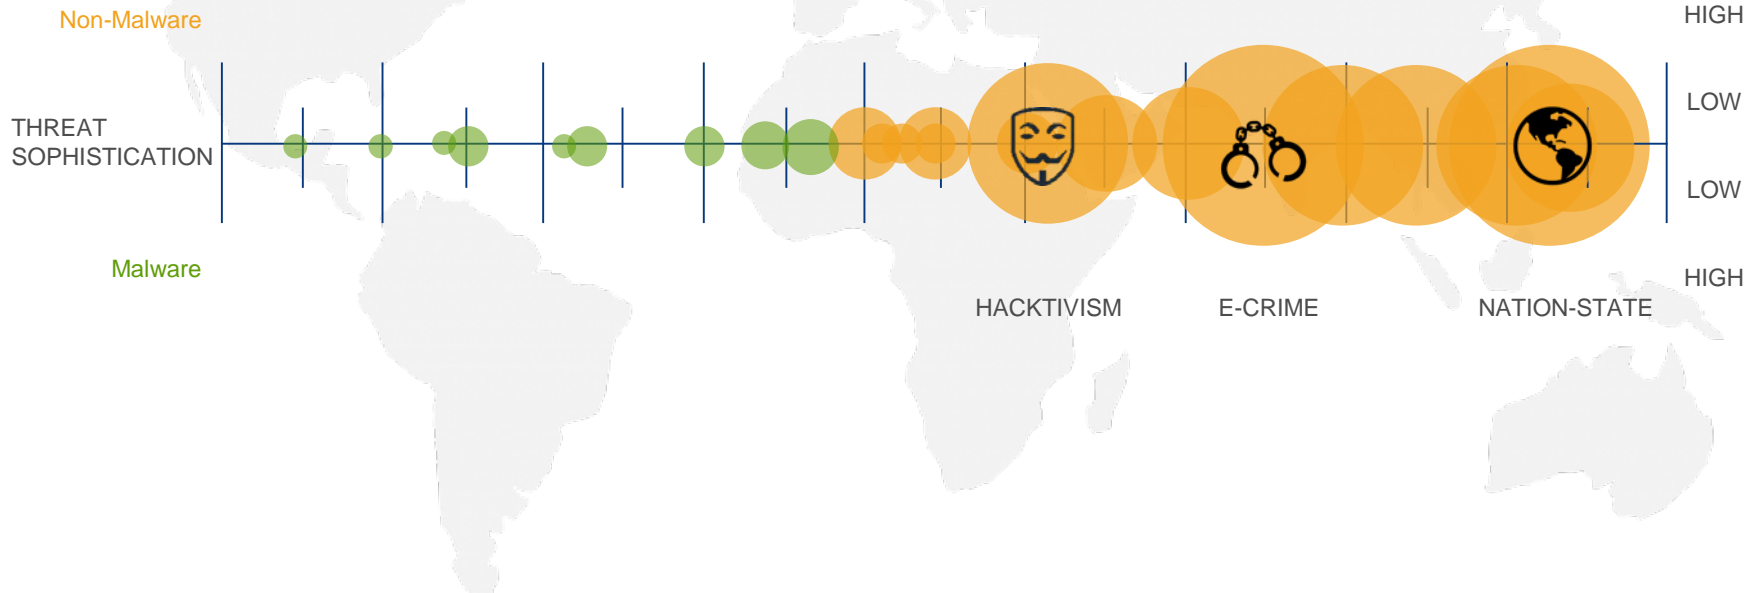 Non-Malware
HIGH
LOW
THREAT
SOPHISTICATION
LOW
Malware
HIGH
HACKTIVISM
E-CRIME
NATION-STATE